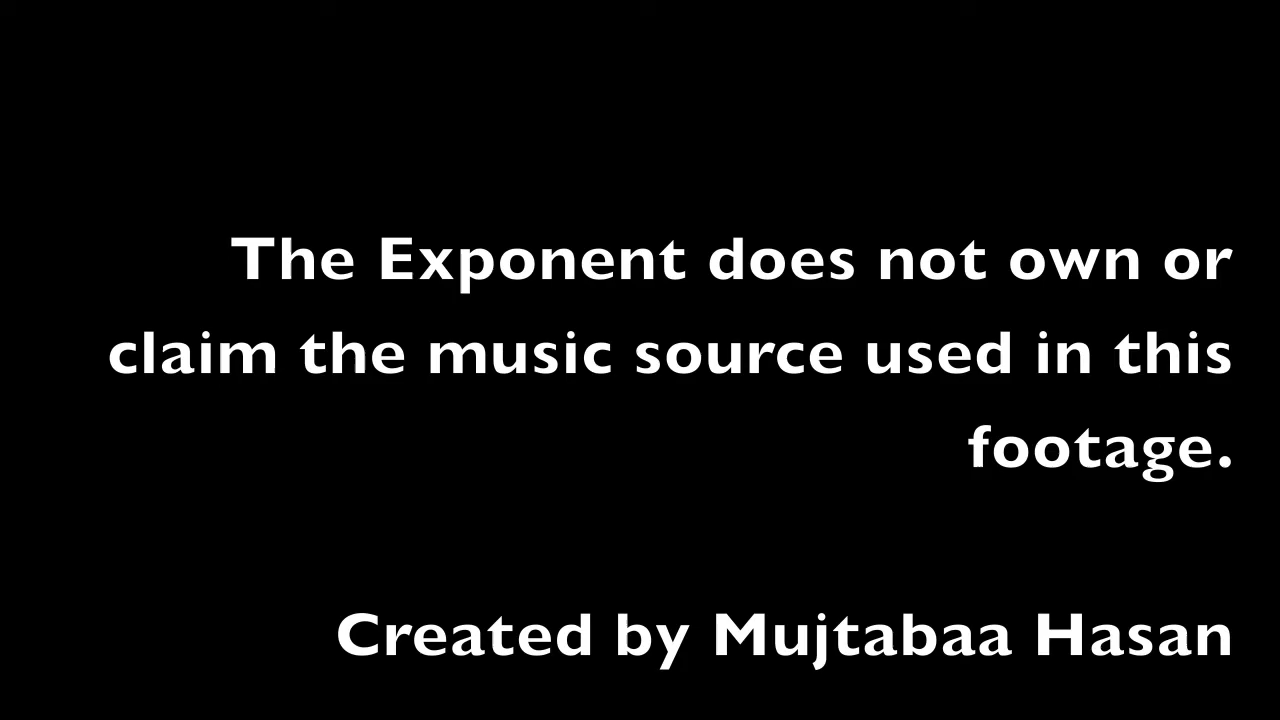 The Exponent does not own or
claim the music source used in this
footage.
Created by Mujtabaa Hasan